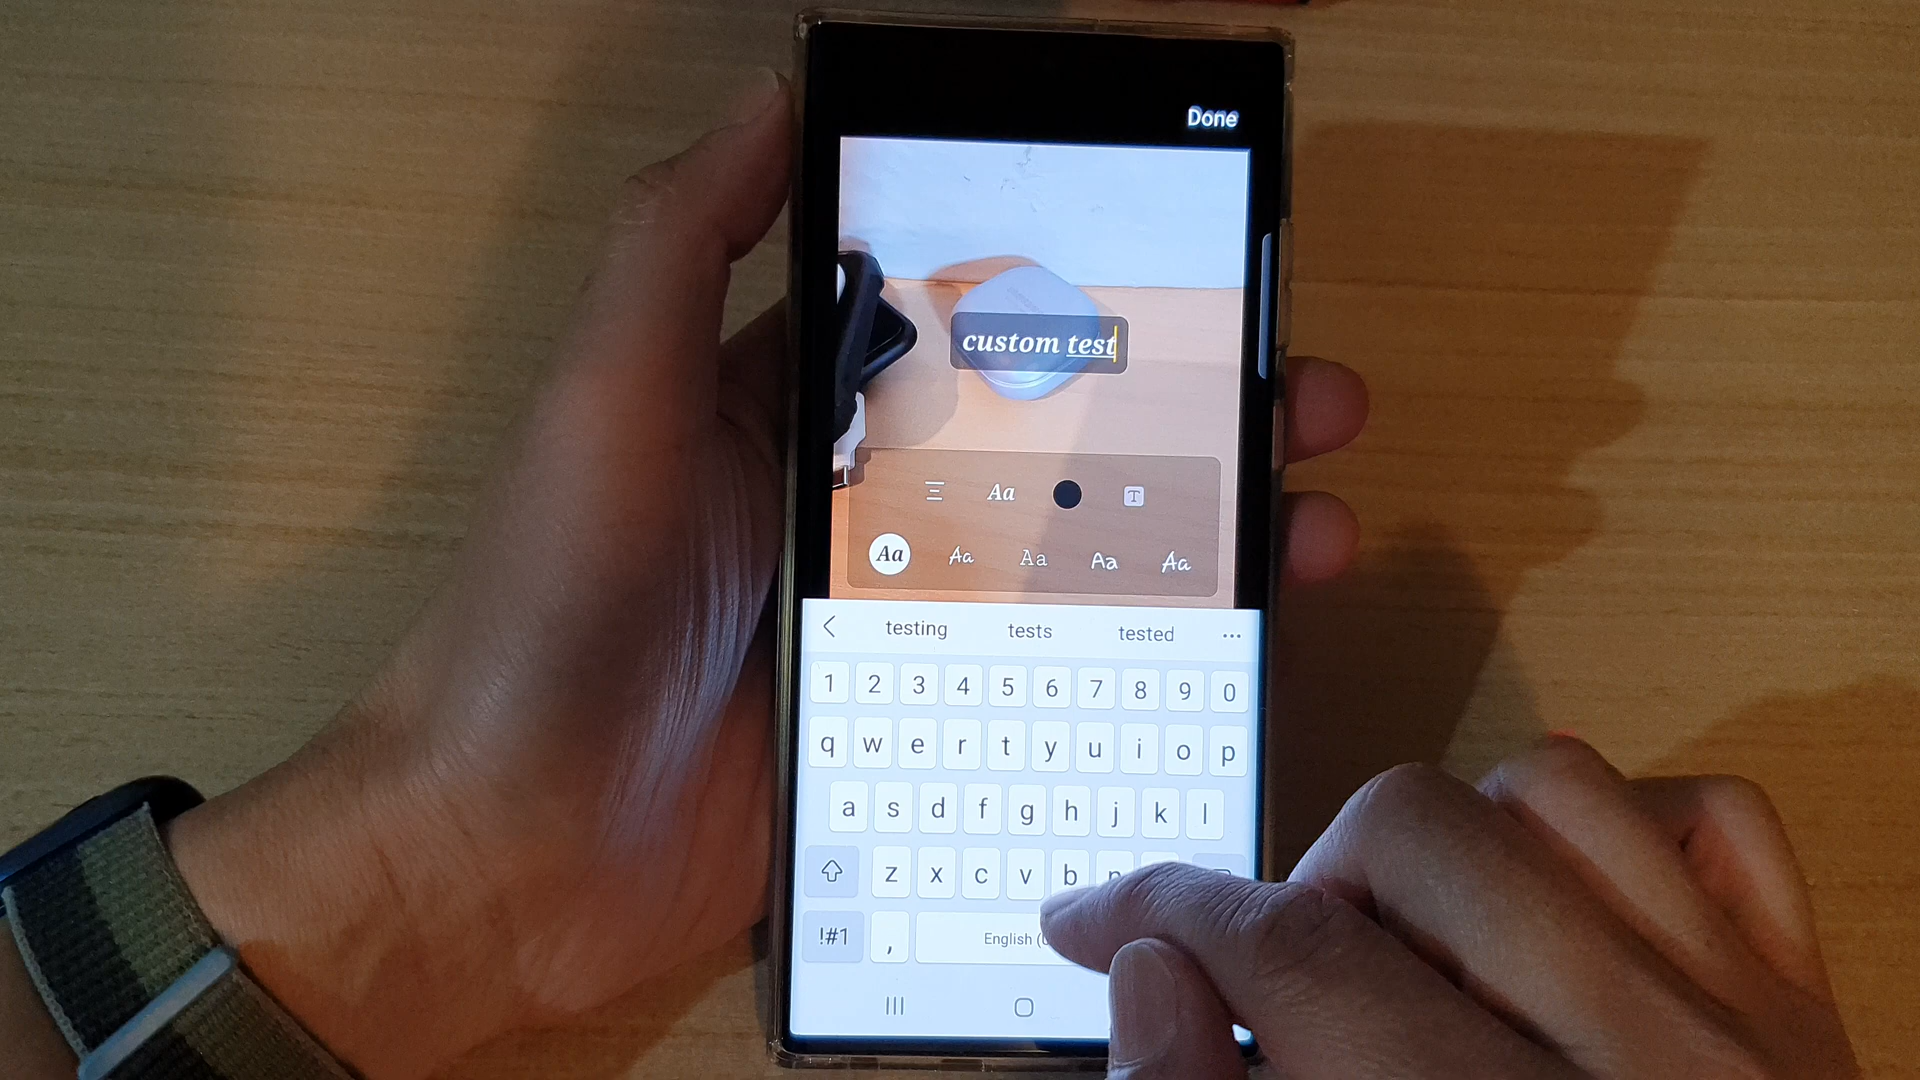 Done
custom test
Aa
T
Aa Aa Aa Aa Aa
testing tests tested ...
1 2 3 4 5 6 7 8 9 0
q w e r t y u i o p
a s d f g h j k l
z x c v b
!#1 , English